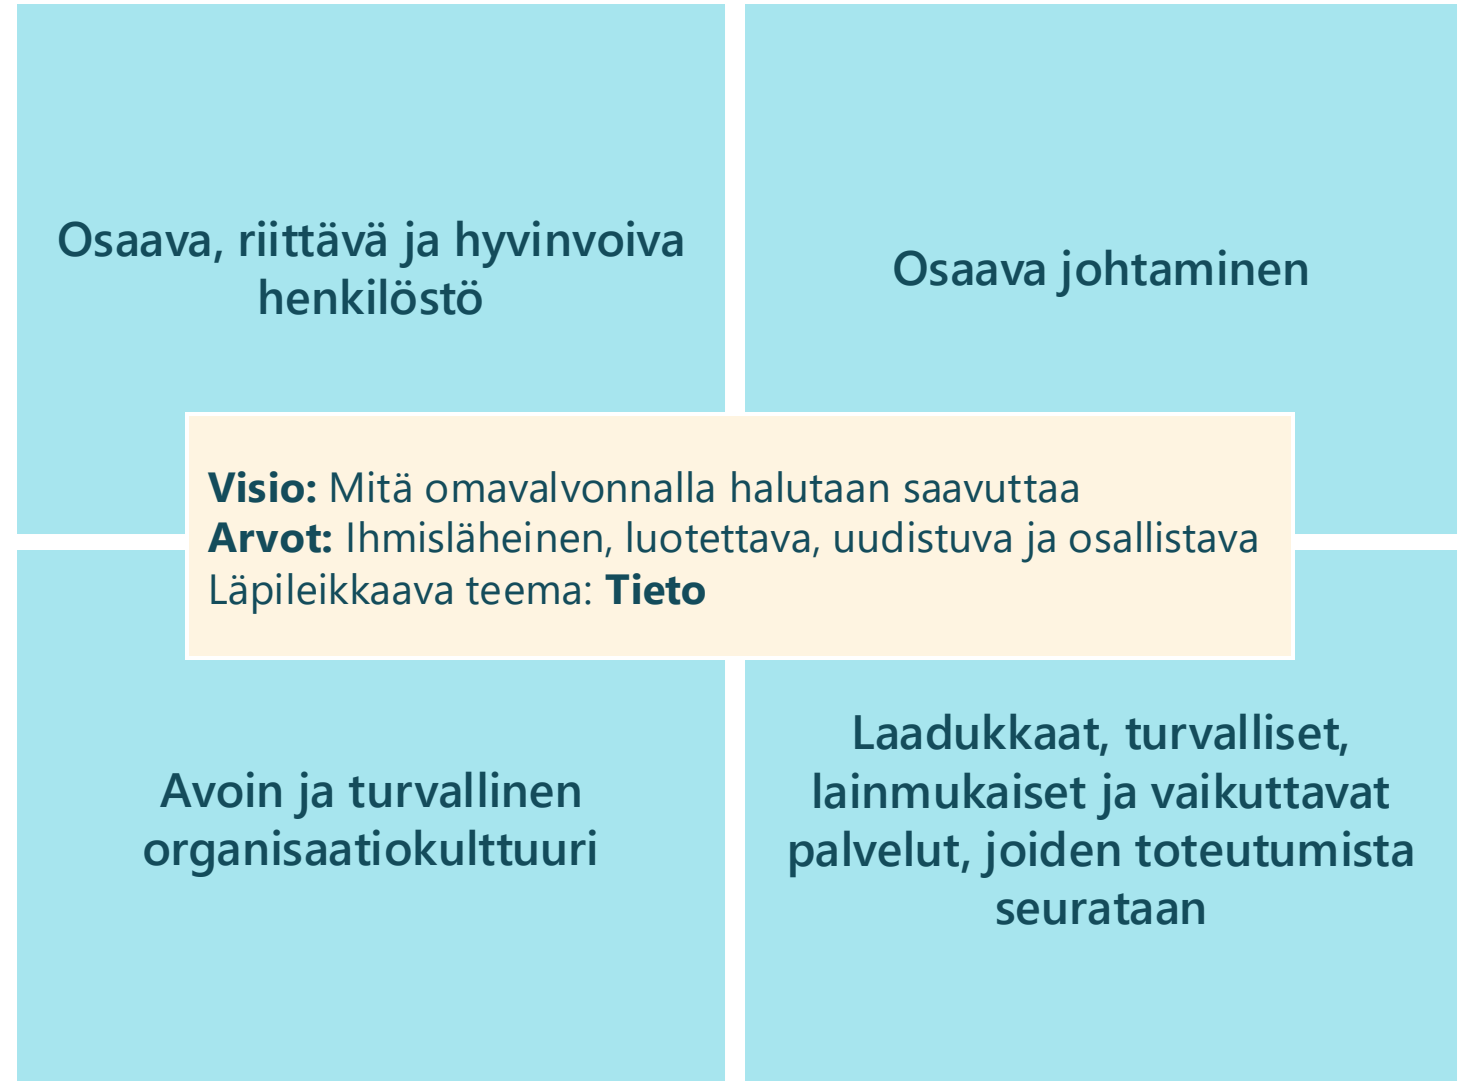 Osaava, riittävä ja hyvinvoiva
henkilöstö
Osaava johtaminen
Visio: Mitä omavalvonnalla halutaan saavuttaa
Arvot: Ihmisläheinen, luotettava, uudistuva ja osallistava
Läpileikkaava teema: Tieto
Avoin ja turvallinen
organisaatiokulttuuri
Laadukkaat, turvalliset,
lainmukaiset ja vaikuttavat
palvelut, joiden toteutumista
seurataan